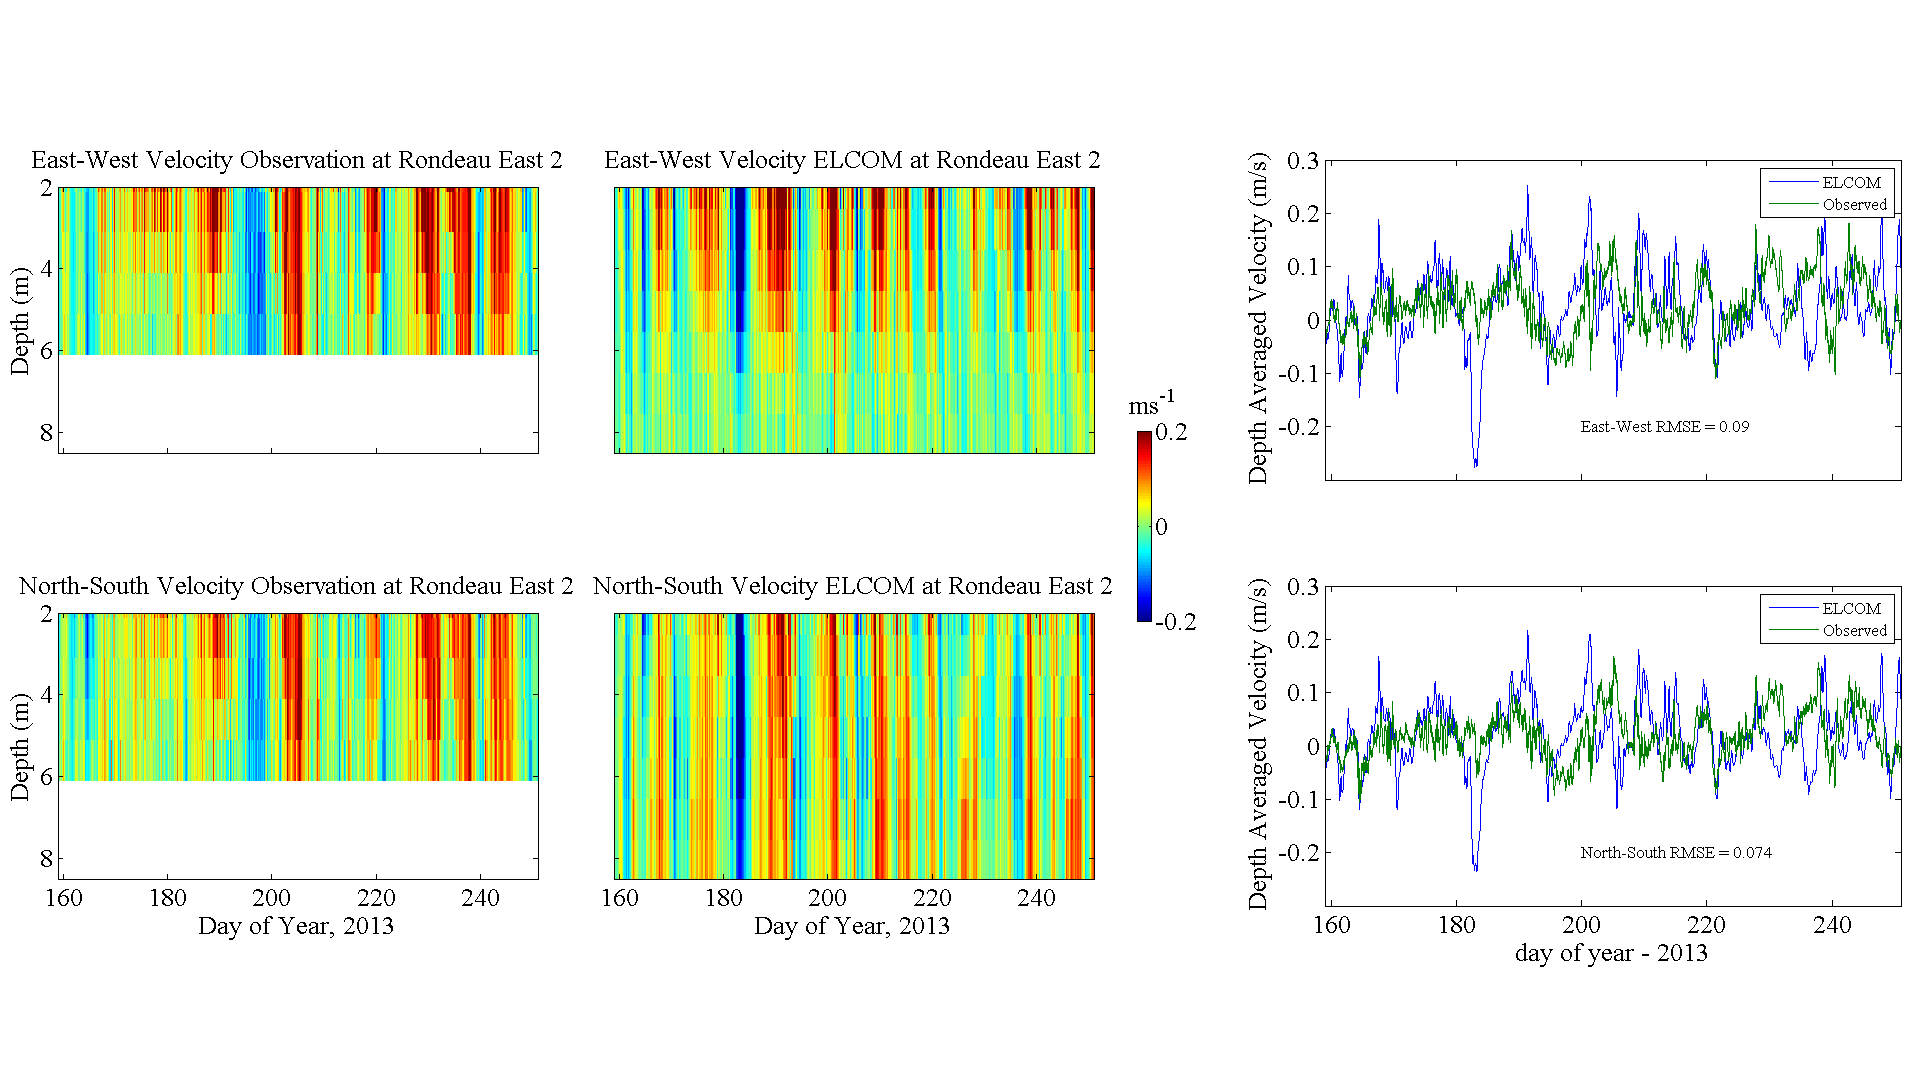 East-West Velocity Observation at Rondeau East 2
2
4
6
8
Depth (m)
East-West Velocity ELCOM at Rondeau East 2
ms-1
0.2
0
-0.2
0.3
0.2
0.1
0
-0.1
-0.2
Depth Averaged Velocity (m/s)
ELCOM
Observed
East-West RMSE = 0.09
North-South Velocity Observation at Rondeau East 2
2
4
6
8
Depth (m)
160 180 200 220 240
Day of Year, 2013
North-South Velocity ELCOM at Rondeau East 2
160 180 200 220 240
Day of Year, 2013
0.3
0.2
0.1
0
-0.1
-0.2
Depth Averaged Velocity (m/s)
ELCOM
Observed
North-South RMSE = 0.074
160 180 200 220 240
day of year - 2013